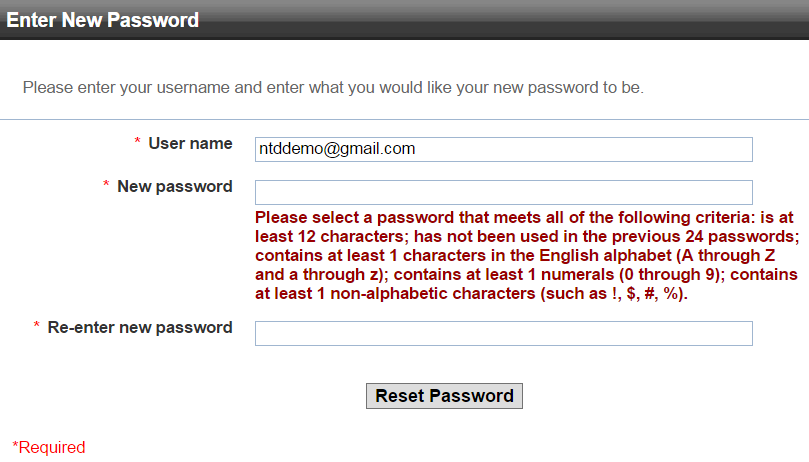 Enter New Password
Please enter your username and enter what you would like your new password to be.
* User name
ntddemo@gmail.com
* New password
Please select a password that meets all of the following criteria: is at
least 12 characters; has not been used in the previous 24 passwords;
contains at least 1 characters in the English alphabet (A through Z
and a through z); contains at least 1 numerals (0 through 9); contains
at least 1 non-alphabetic characters (such as !, $, #, %).
* Re-enter new password
Reset Password
*Required